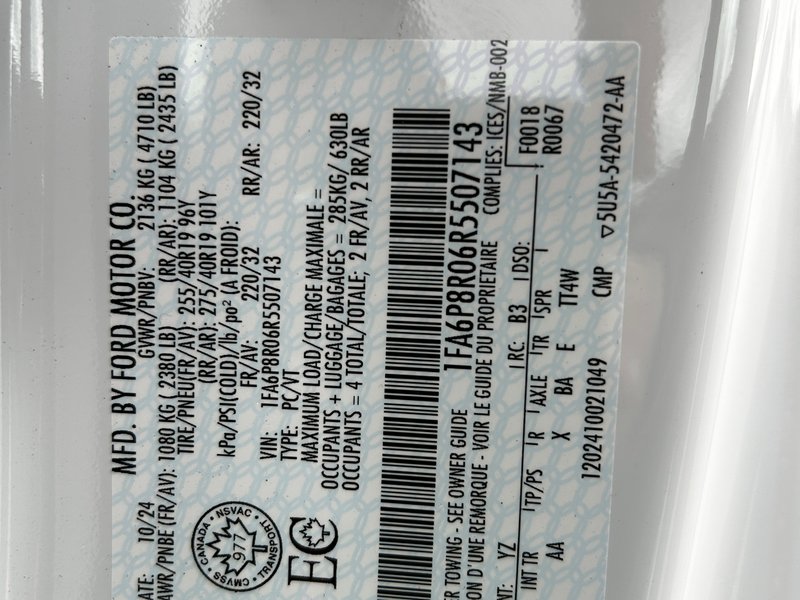 MFD. BY FORD MOTOR CO.
ATE: 10/24 GVWR/PNBV: 2136 KG ( 4710 LB)
AWR/PNBE (FR/AV): 1080 KG ( 2380 LB) (RR/AR): 1104 KG ( 2435 LB)
TIRE/PNEU(FR/AV): 255/40R19 96Y
(RR/AR): 275/40R19 101Y
kPa/PSI(COLD)/lb/po² (A FROID):
FR/AV: 220/32 RR/AR: 220/32
VIN: 1FA6P8R06R5507143
TYPE: PC/VT
MAXIMUM LOAD/CHARGE MAXIMALE =
OCCUPANTS + LUGGAGE/BAGAGES = 285KG/ 630LB
OCCUPANTS = 4 TOTAL/TOTALE; 2 FR/AV, 2 RR/AR
CANADA • NSVAC • TRANSPORT • CMVSS •
977
EC
1FA6P8R06R5507143
R TOWING - SEE OWNER GUIDE COMPLIES: ICES/NMB-002
ON D'UNE REMORQUE - VOIR LE GUIDE DU PROPRIETAIRE
NT: YZ RC: B3 DSO: F0018
R0067
INT TR TP/PS R AXLE TR SPR
AA X BA E TT4W
1202410021049 CMP ▽5U5A-5420472-AA